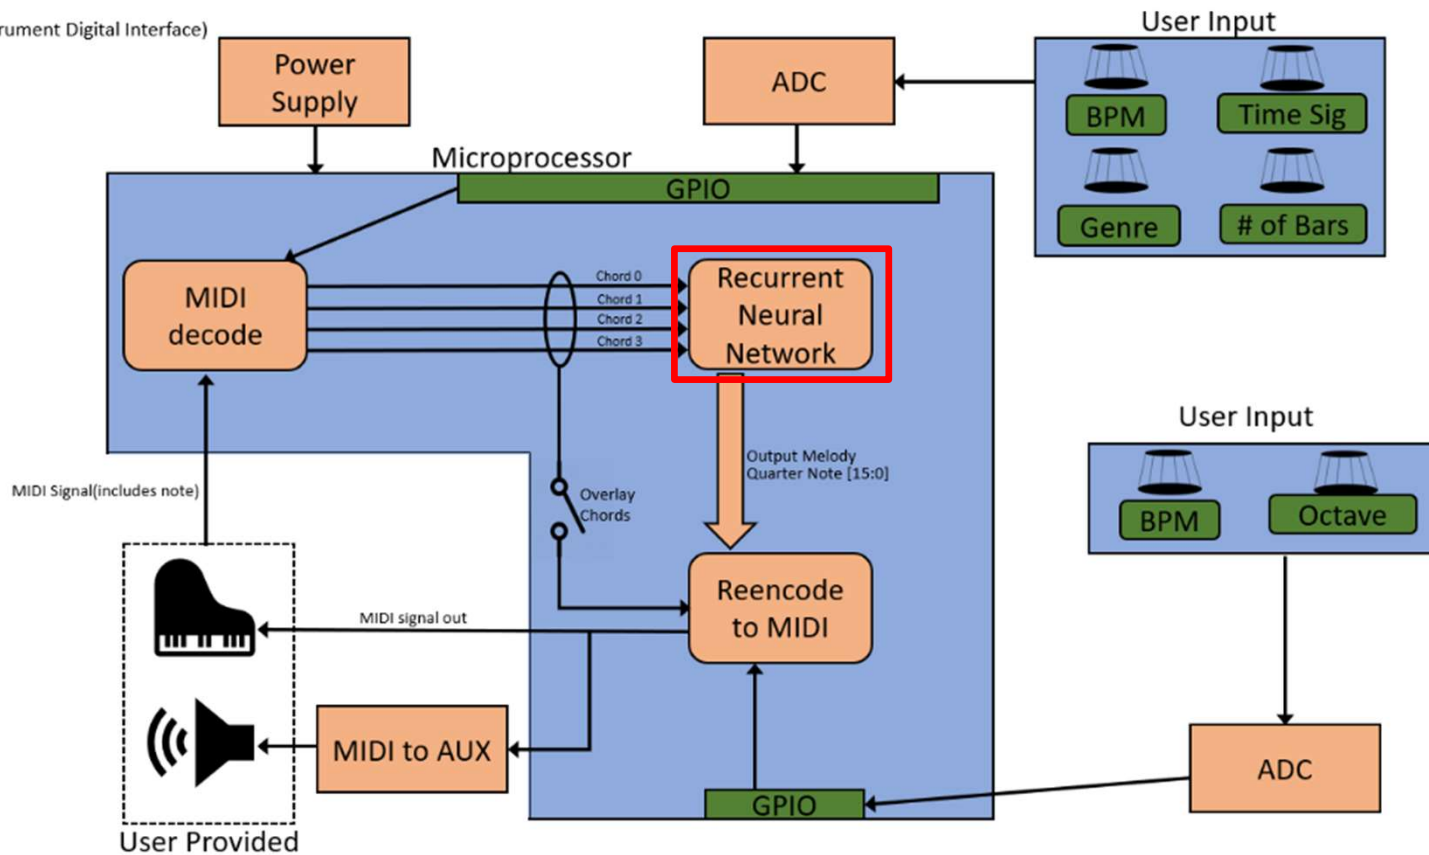 rument Digital Interface)
User Input
Power
Supply
ADC
BPM
Time Sig
Microprocessor
GPIO
Genre
# of Bars
MIDI
decode
Chord 0
Chord 1
Chord 2
Chord 3
Recurrent
Neural
Network
User Input
Output Melody
Quarter Note [15:0]
MIDI Signal(includes note)
Overlay
Chords
BPM
Octave
Reencode
to MIDI
MIDI signal out
MIDI to AUX
ADC
GPIO
User Provided